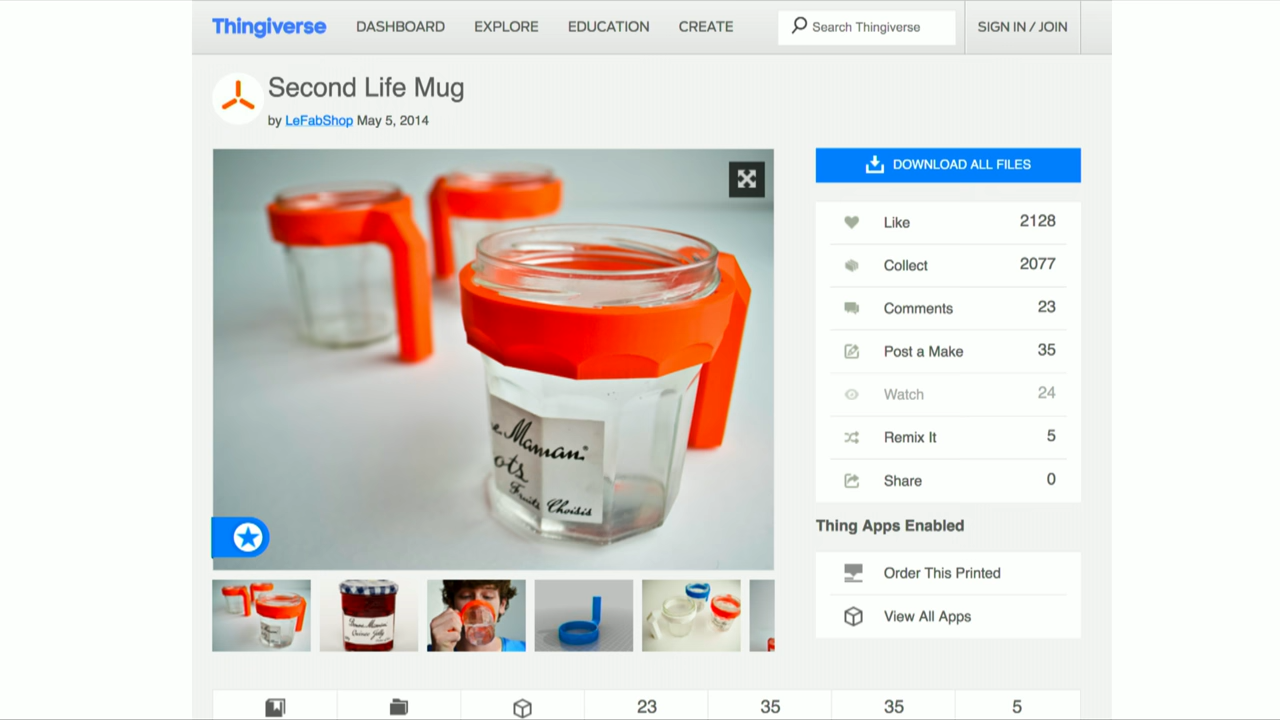 Thingiverse DASHBOARD EXPLORE EDUCATION CREATE Search Thingiverse SIGN IN / JOIN
Second Life Mug
by LeFabShop May 5, 2014
DOWNLOAD ALL FILES
Like 2128
Collect 2077
Comments 23
Post a Make 35
Watch 24
Remix It 5
Share 0
Thing Apps Enabled
Order This Printed
View All Apps
Maman
Fruits Choisis
23 35 35 5